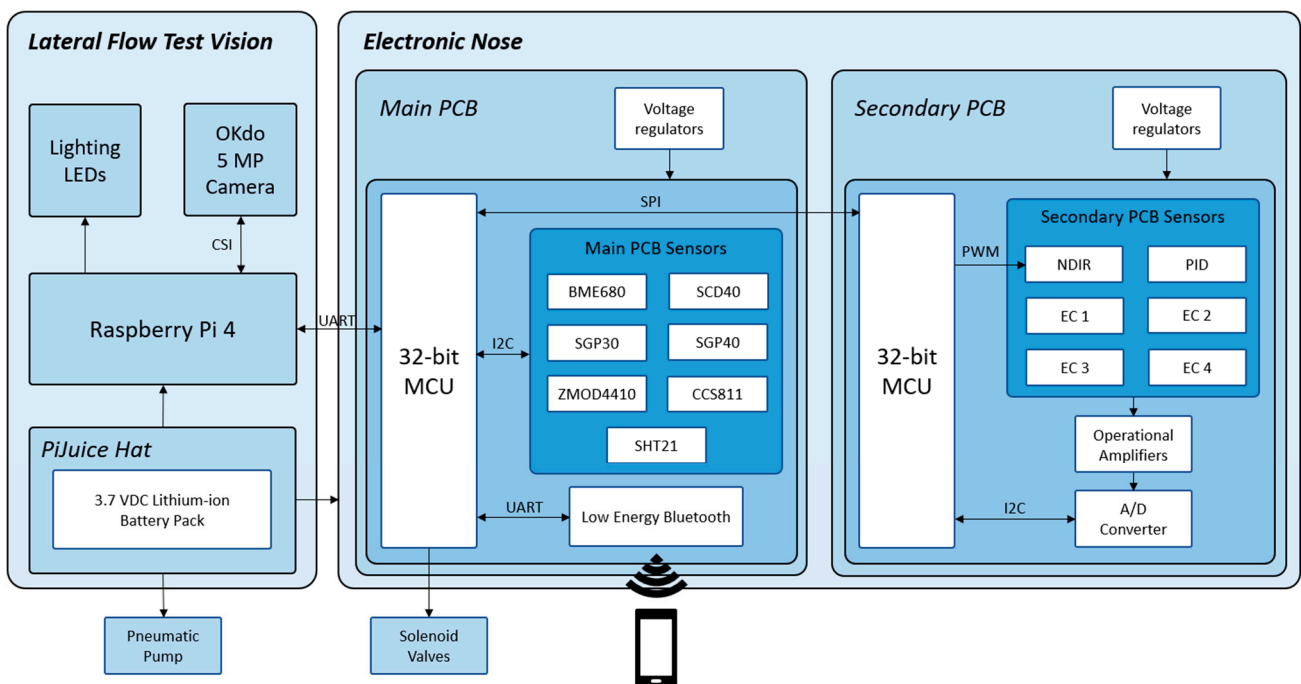 Lateral Flow Test Vision
Lighting
LEDs
OKdo
5 MP
Camera
CSI
Raspberry Pi 4
UART
PiJuice Hat
3.7 VDC Lithium-ion
Battery Pack
Pneumatic
Pump
Electronic Nose
Main PCB
Voltage
regulators
SPI
32-bit
MCU
I2C
Main PCB Sensors
BME680
SCD40
SGP30
SGP40
ZMOD4410
CCS811
SHT21
UART
Low Energy Bluetooth
Solenoid
Valves
Secondary PCB
Voltage
regulators
32-bit
MCU
PWM
Secondary PCB Sensors
NDIR
PID
EC 1
EC 2
EC 3
EC 4
Operational
Amplifiers
I2C
A/D
Converter